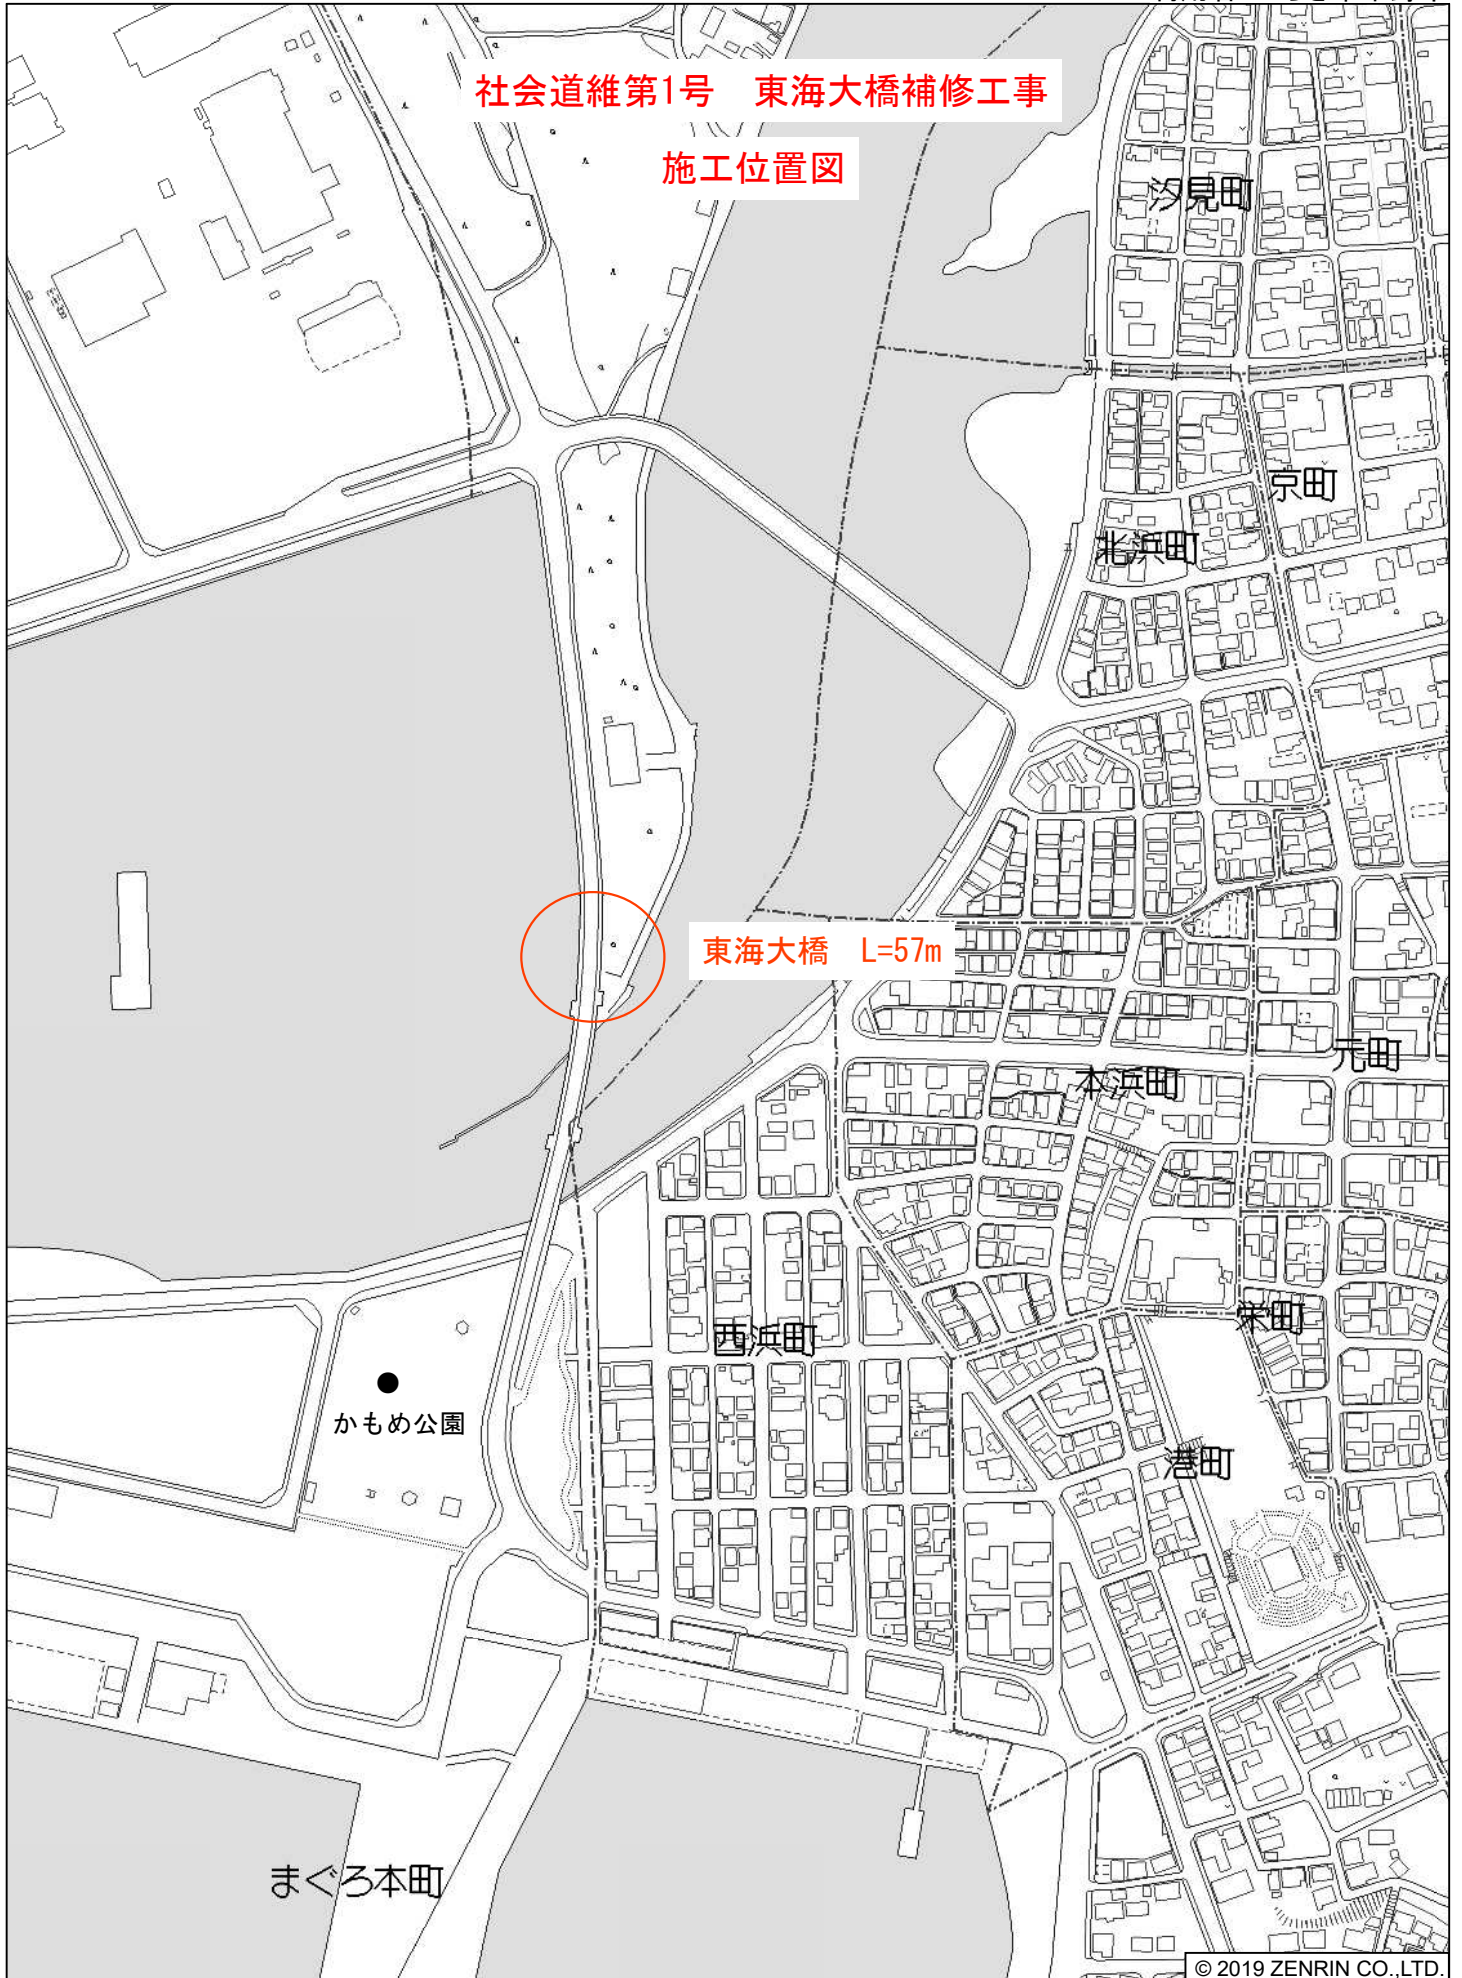 社会道維第1号　東海大橋補修工事
施工位置図
汐見町
京町
北浜町
東海大橋　L=57m
元町
本浜町
栄町
西浜町
かもめ公園
港町
まぐろ本町
© 2019 ZENRIN CO.,LTD.